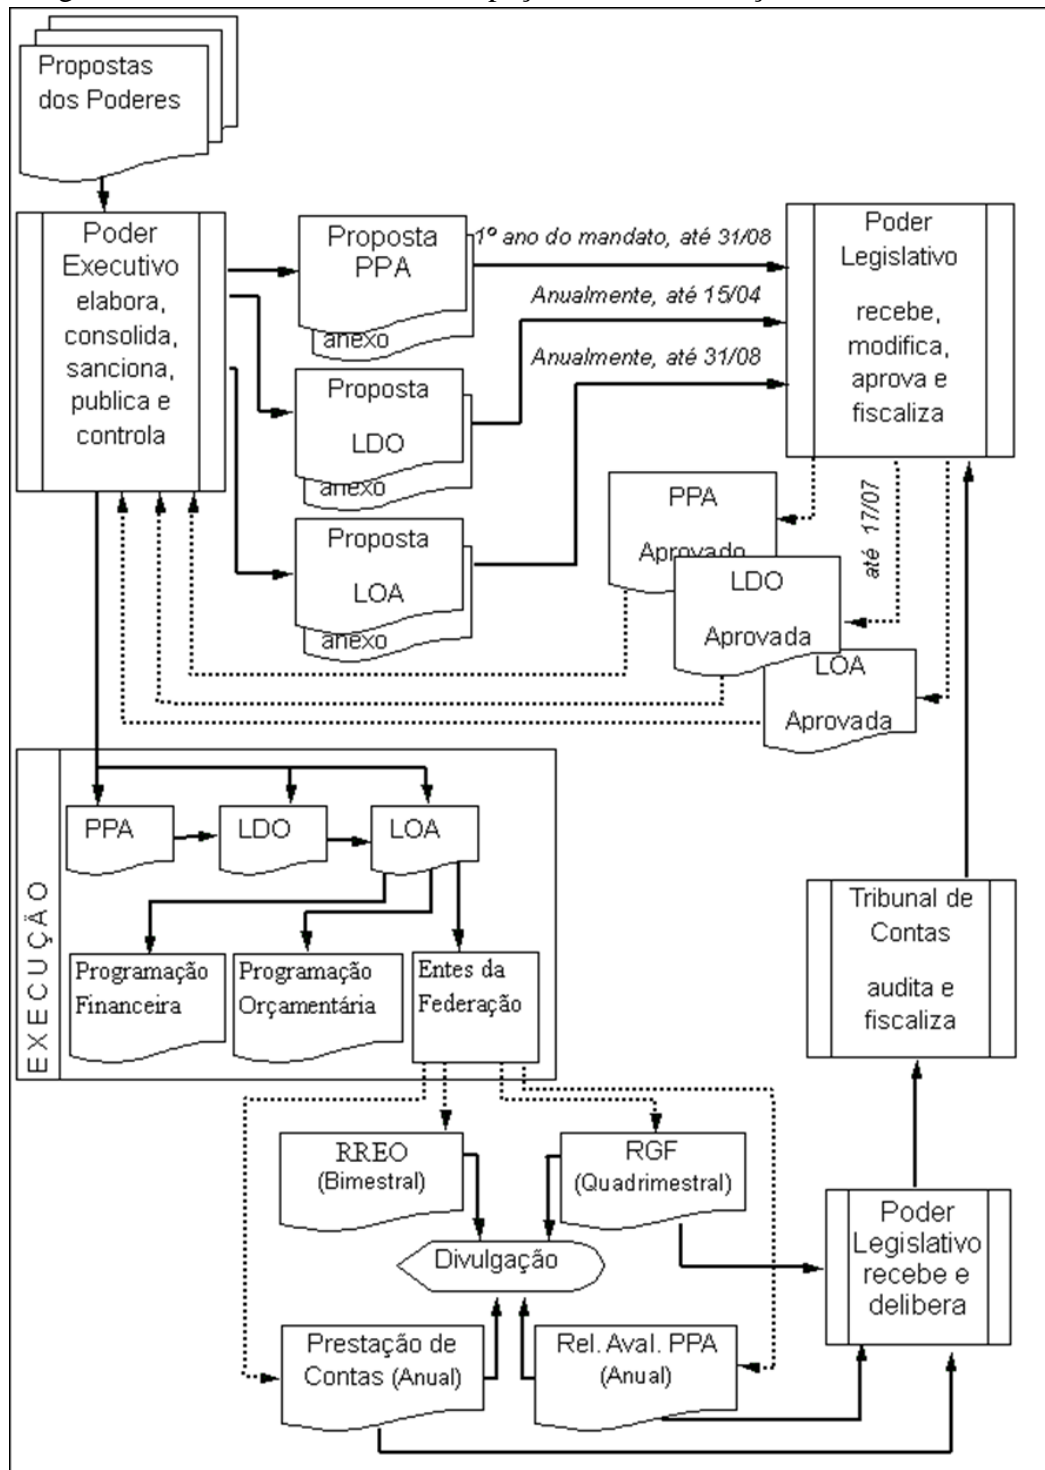 Propostas
dos Poderes
Poder
Executivo
elabora,
consolida,
sanciona,
publica e
controla
Proposta
PPA
anexo
1º ano do mandato, até 31/08
Anualmente, até 15/04
Anualmente, até 31/08
Proposta
LDO
anexo
Proposta
LOA
anexo
Poder
Legislativo
recebe,
modifica,
aprova e
fiscaliza
até 17/07
PPA
Aprovado
LDO
Aprovada
LOA
Aprovada
EXECUÇÃO
PPA
LDO
LOA
Programação
Financeira
Programação
Orçamentária
Entes da
Federação
Tribunal de
Contas
audita e
fiscaliza
RREO
(Bimestral)
RGF
(Quadrimestral)
Divulgação
Poder
Legislativo
recebe e
delibera
Prestação de
Contas (Anual)
Rel. Aval. PPA
(Anual)